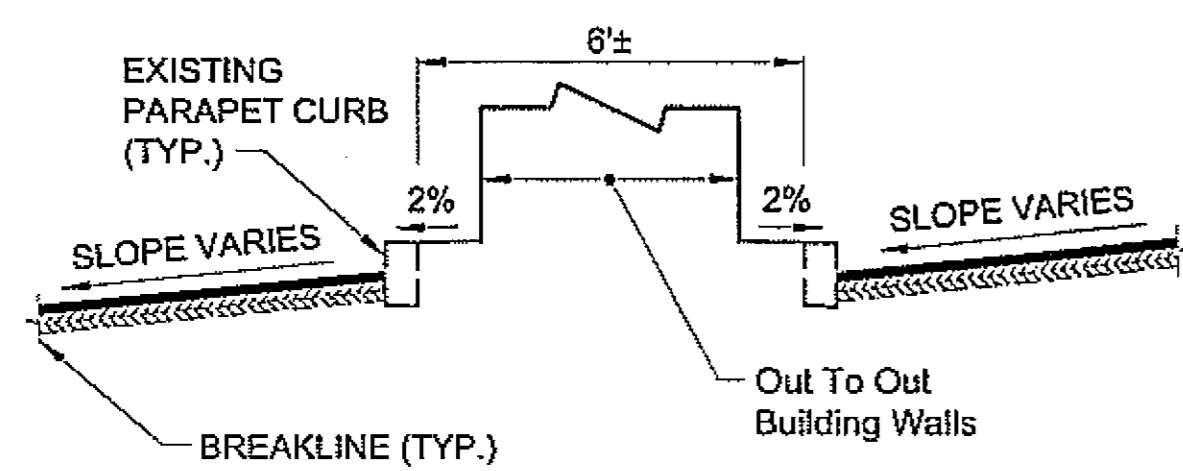 6'±
EXISTING
PARAPET CURB
(TYP.)
2%
2%
SLOPE VARIES
SLOPE VARIES
Out To Out
Building Walls
BREAKLINE (TYP.)